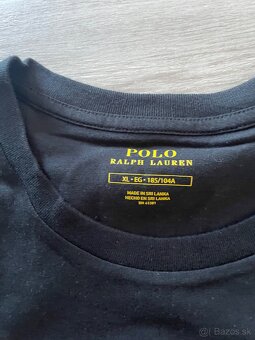 POLO
RALPH LAUREN
XL • EG • 185/104A
MADE IN SRI LANKA
HECHO EN SRI LANKA
Bazos.sk